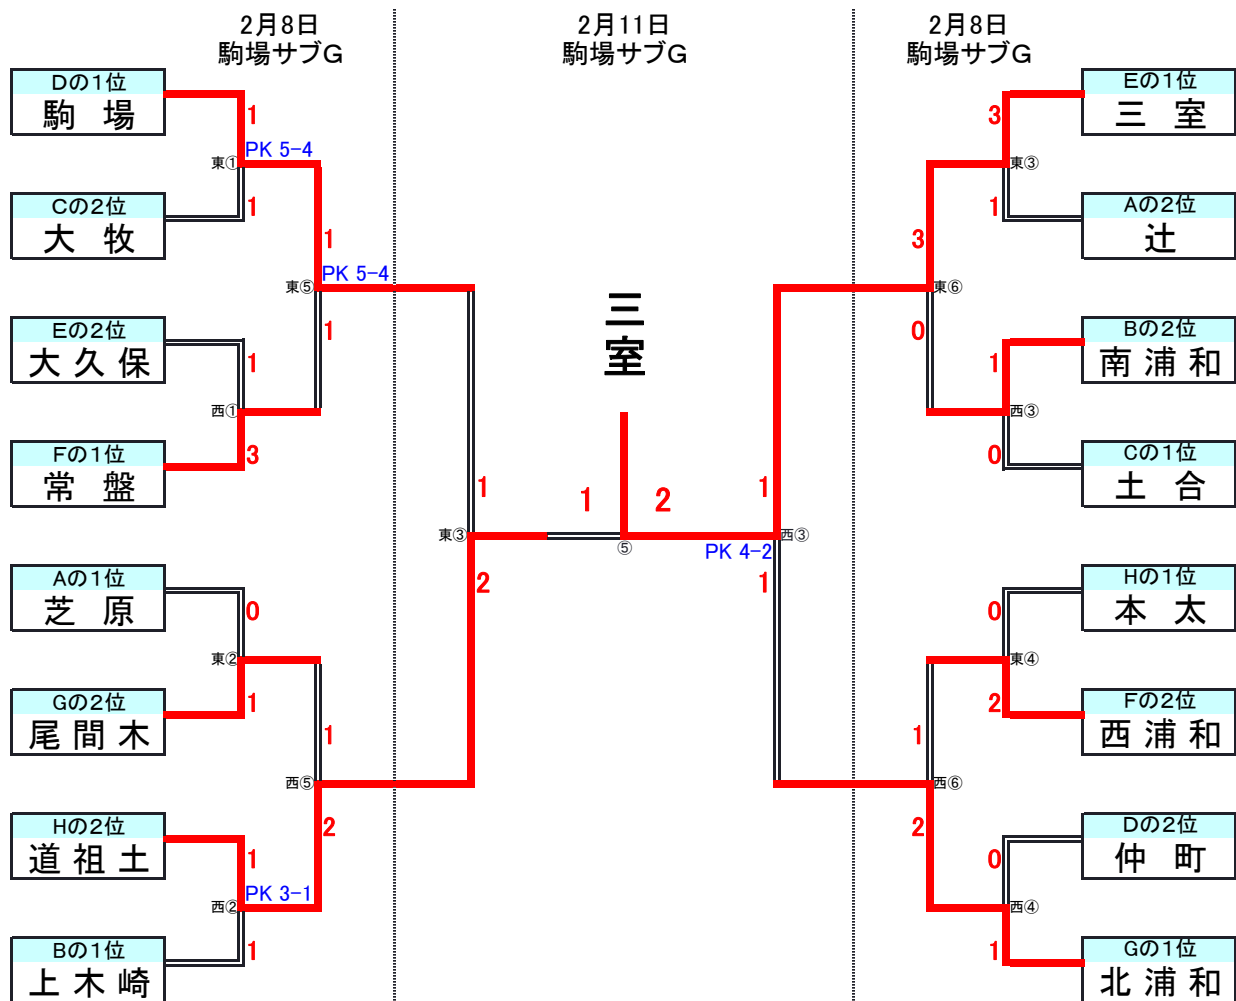 2月8日
駒場サブG
2月11日
駒場サブG
2月8日
駒場サブG
Dの1位
駒場
1
PK 5-4
東①
Cの2位
大牧
1
1
PK 5-4
東⑤
Eの2位
大久保
1
1
西①
Fの1位
常盤
3
1
東③
2
Aの1位
芝原
0
東②
Gの2位
尾間木
1
1
西⑤
Hの2位
道祖土
1
2
PK 3-1
西②
Bの1位
上木崎
1
三室
1
2
⑤
PK 4-2
1
西③
1
Eの1位
三室
3
東③
Aの2位
辻
1
3
東⑥
0
Bの2位
南浦和
1
西③
Cの1位
土合
0
Hの1位
本太
0
東④
Fの2位
西浦和
2
1
西⑥
2
Dの2位
仲町
0
西④
Gの1位
北浦和
1